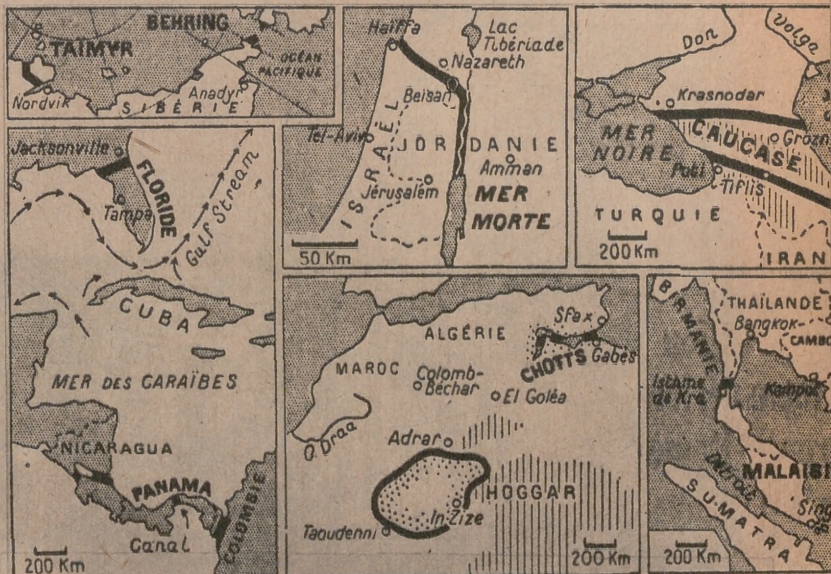 BEHRING
TAÏMYR
OCÉAN
PACIFIQUE
Nordvik
Anadyr
SIBÉRIE
Jacksonville
FLORIDE
Tampa
Gulf Stream
CUBA
MER DES CARAÏBES
NICARAGUA
PANAMA
Canal
COLOMBIE
200 Km
Haïffa
Lac
Tibériade
Nazareth
Beïsan
Tel-Aviv
ISRAËL
JORDANIE
Amman
Jérusalém
MER
MORTE
50 Km
Don
Volga
Krasnodar
MER
NOIRE
CAUCASE
Grozn
Poti
Tiflis
TURQUIE
200 Km
IRAN
Sfax
ALGÉRIE
Gabès
CHOTTS
MAROC
Colomb-
Béchar
El Goléa
O. Draa
Adrar
HOGGAR
In-Zize
Taoudenni
200 Km
BIRMANIE
THAÏLANDE
Bangkok
CAMBO
Isthme
de Kra
Kampot
Détroit
MALAISI
SUMATRA
Sing
200 Km